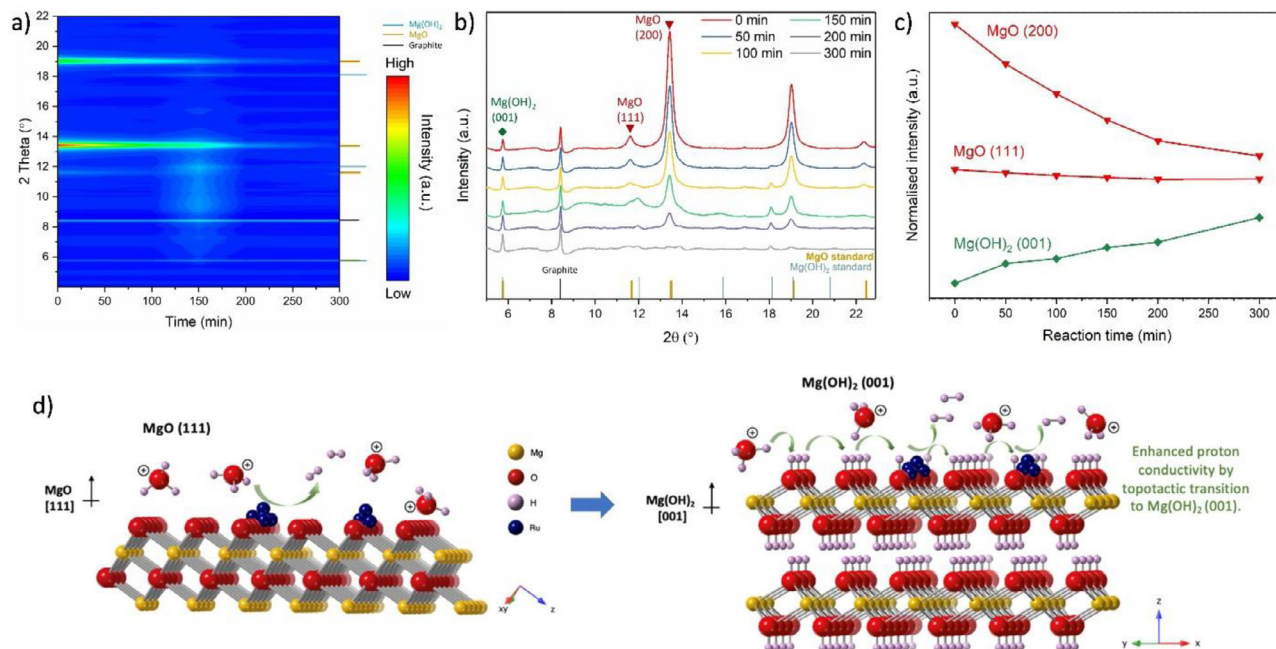 a)
22
20
18
16
14
12
10
8
6
2 Theta (°)
0 50 100 150 200 250 300
Time (min)
Mg(OH)₂
MgO
Graphite
High
Intensity (a.u.)
Low
b)
MgO
(200)
0 min
50 min
100 min
150 min
200 min
300 min
Mg(OH)₂
(001)
MgO
(111)
Intensity (a.u.)
Graphite
MgO standard
Mg(OH)₂ standard
6 8 10 12 14 16 18 20 22
2θ (°)
c)
MgO (200)
MgO (111)
Mg(OH)₂ (001)
Normalised intensity (a.u.)
0 50 100 150 200 250 300
Reaction time (min)
d)
MgO (111)
MgO
[111]
Mg
O
H
Ru
xy
z
Mg(OH)₂ (001)
Mg(OH)₂
[001]
Enhanced proton
conductivity by
topotactic transition
to Mg(OH)₂ (001).
z
y
x